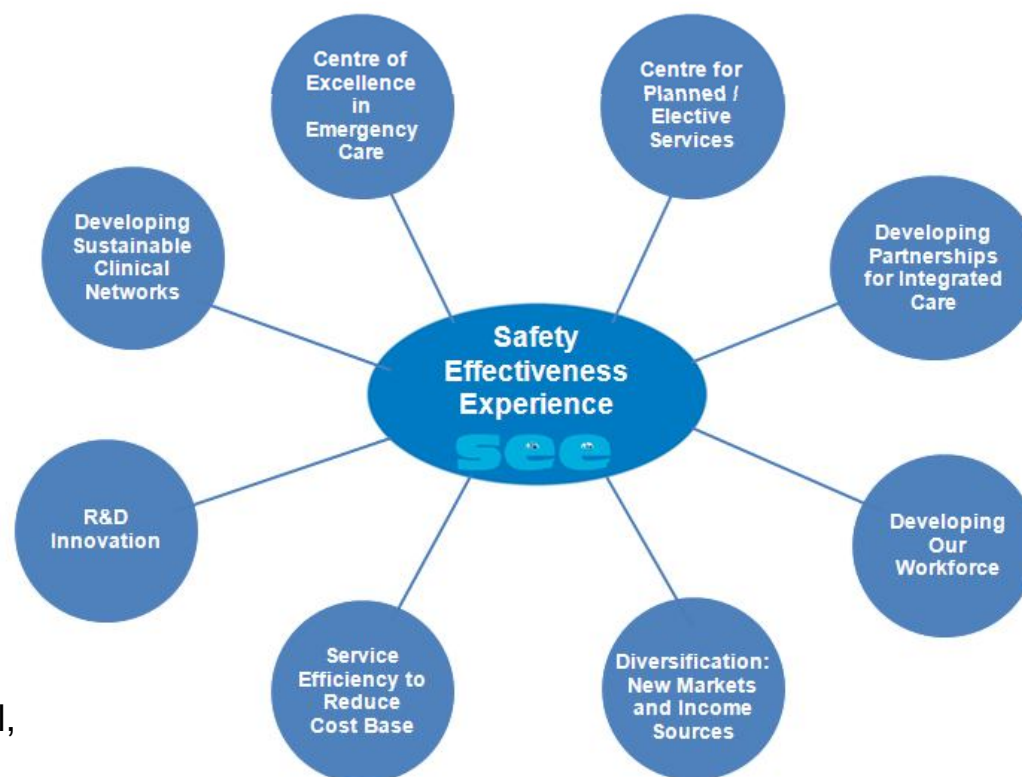 Centre of
Excellence
in
Emergency
Care
Centre for
Planned /
Elective
Services
Developing
Sustainable
Clinical
Networks
Developing
Partnerships
for Integrated
Care
Safety
Effectiveness
Experience
see
R&D
Innovation
Developing
Our
Workforce
Service
Efficiency to
Reduce
Cost Base
Diversification:
New Markets
and Income
Sources